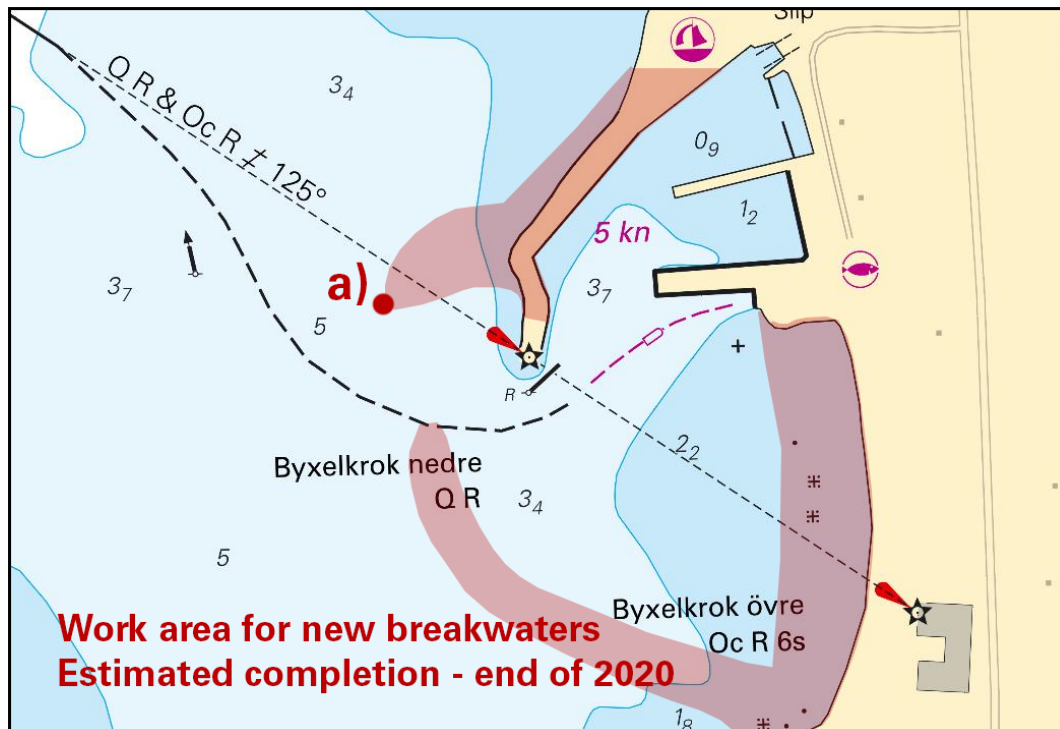 Slip
3₄
Q R & Oc R ≠ 125°
0₉
1₂
5 kn
3₇
3₇
a)
5
R
2₂
Byxelkrok nedre
Q R
3₄
5
Byxelkrok övre
Oc R 6s
Work area for new breakwaters
Estimated completion - end of 2020
1₈